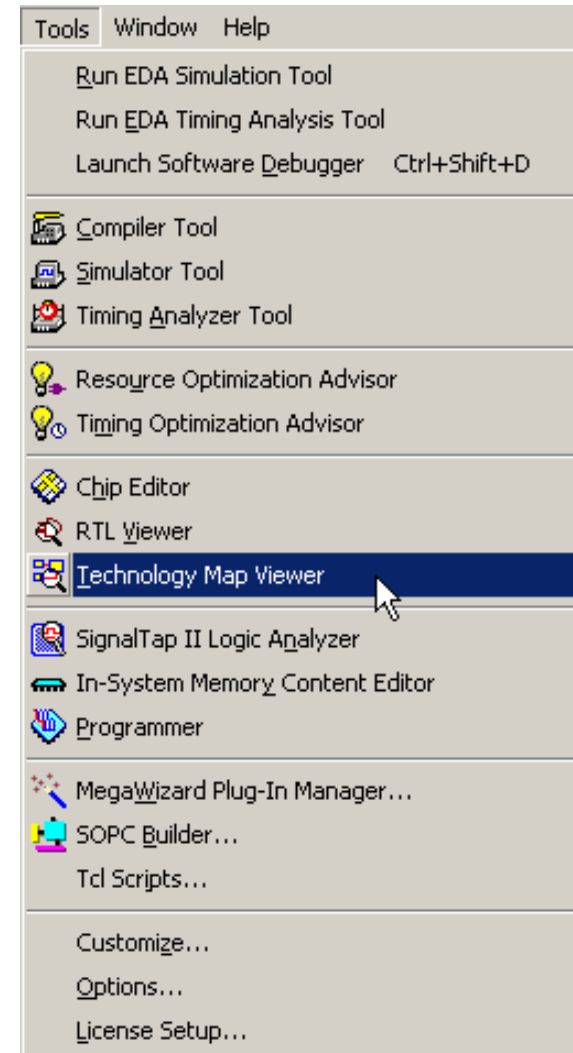 Tools Window Help
Run EDA Simulation Tool
Run EDA Timing Analysis Tool
Launch Software Debugger Ctrl+Shift+D
Compiler Tool
Simulator Tool
Timing Analyzer Tool
Resource Optimization Advisor
Timing Optimization Advisor
Chip Editor
RTL Viewer
Technology Map Viewer
SignalTap II Logic Analyzer
In-System Memory Content Editor
Programmer
MegaWizard Plug-In Manager...
SOPC Builder...
Tcl Scripts...
Customize...
Options...
License Setup...